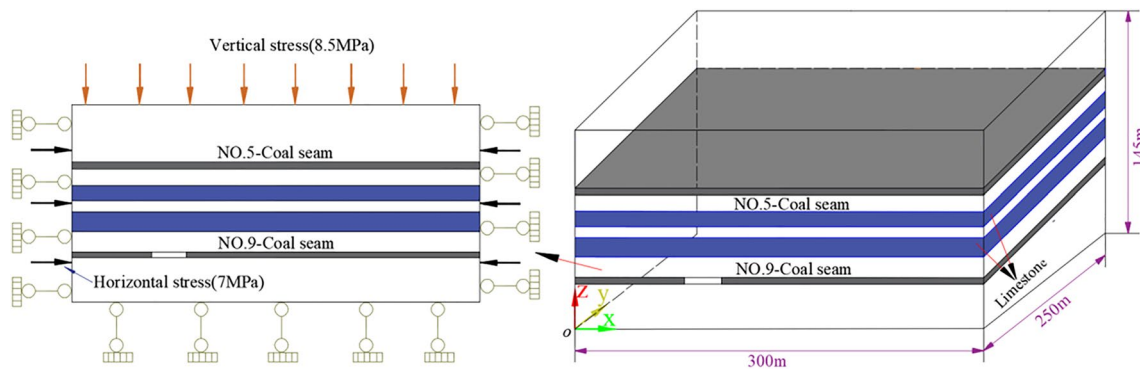 Vertical stress(8.5MPa)
NO.5-Coal seam
NO.9-Coal seam
Horizontal stress(7MPa)
NO.5-Coal seam
NO.9-Coal seam
Limestone
145m
250m
300m
z
y
x
o